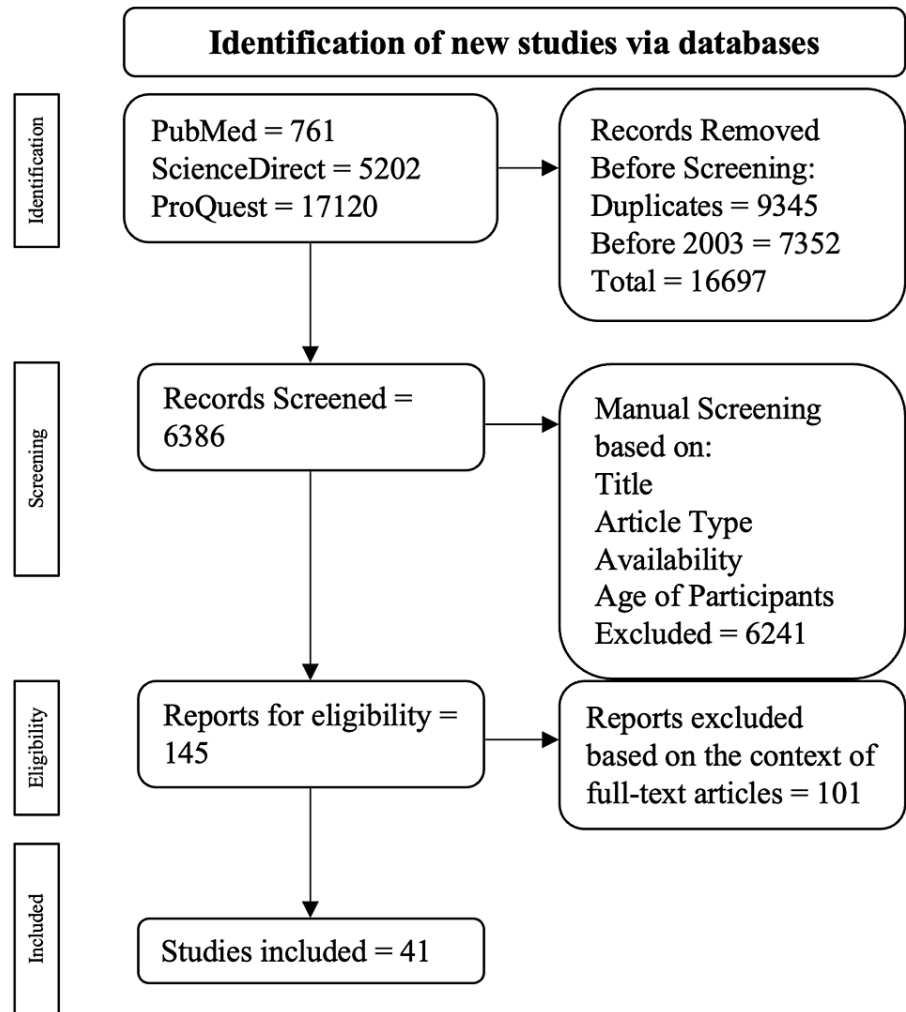 Identification of new studies via databases
Identification
PubMed = 761
ScienceDirect = 5202
ProQuest = 17120
Records Removed
Before Screening:
Duplicates = 9345
Before 2003 = 7352
Total = 16697
Screening
Records Screened =
6386
Manual Screening
based on:
Title
Article Type
Availability
Age of Participants
Excluded = 6241
Eligibility
Reports for eligibility =
145
Reports excluded
based on the context of
full-text articles = 101
Included
Studies included = 41